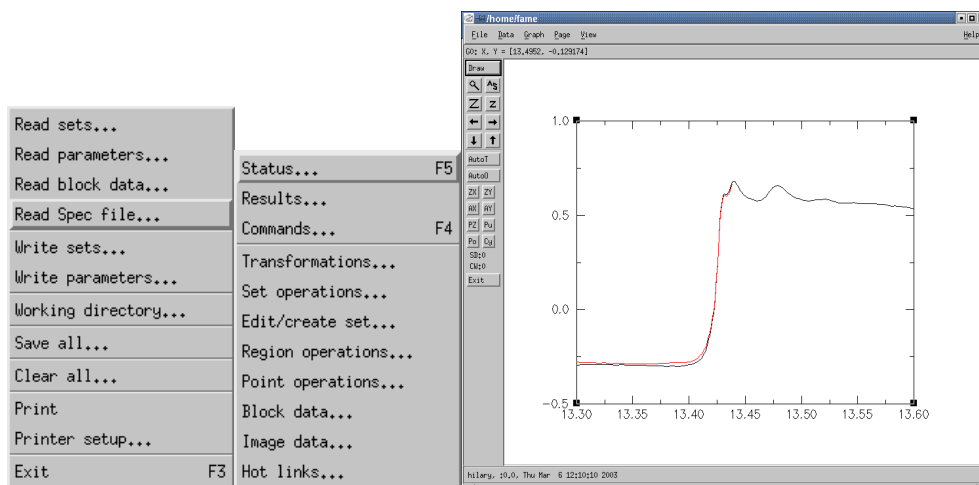 Read sets...
Read parameters...
Read block data...
Read Spec file...
Write sets...
Write parameters...
Working directory...
Save all...
Clear all...
Print
Printer setup...
Exit F3
Status... F5
Results...
Commands... F4
Transformations...
Set operations...
Edit/create set...
Region operations...
Point operations...
Block data...
Image data...
Hot links...
/home/fame
File Data Graph Page View Help
G0: X, Y = [13.4952, -0.129174]
Draw
AS
Z z
AutoT
AutoO
ZX ZY
AX AY
PZ Pu
Po Cy
SD:0
CW:0
Exit
1.0
0.5
0.0
-0.5
13.30 13.35 13.40 13.45 13.50 13.55 13.60
hilary, :0.0, Thu Mar 6 12:10:10 2003